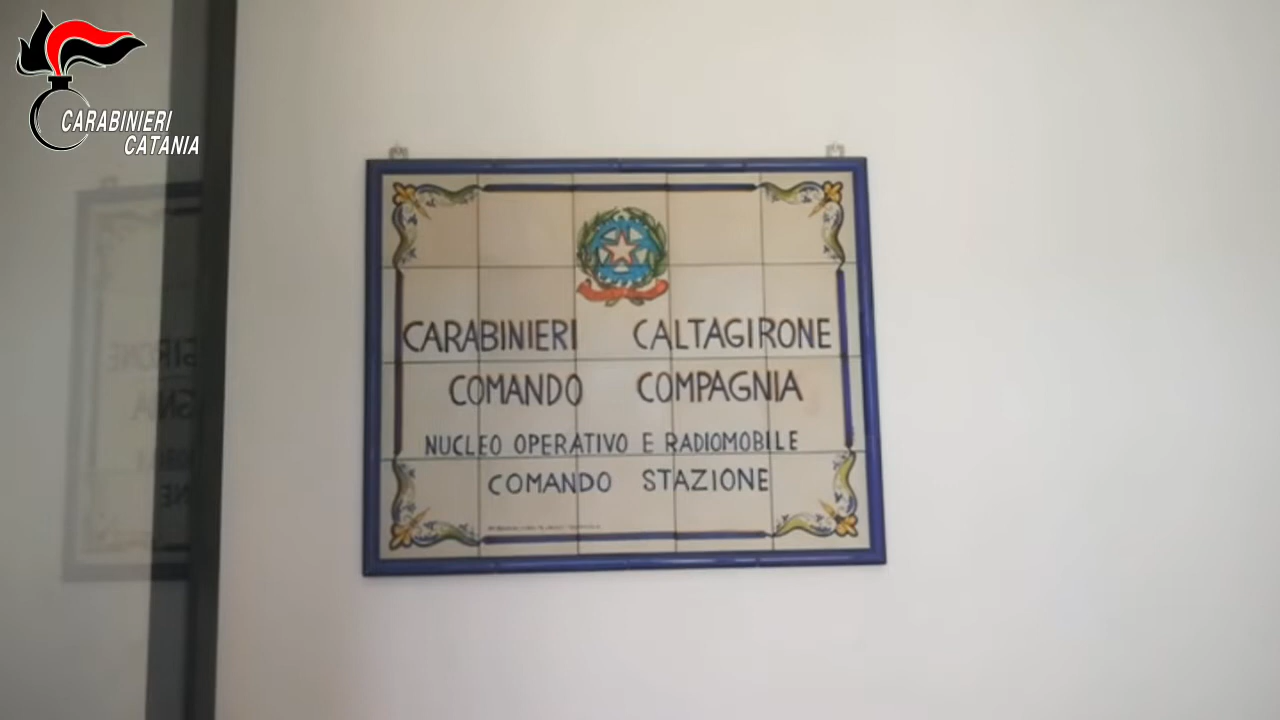 CARABINIERI
CATANIA
CARABINIERI CALTAGIRONE
COMANDO COMPAGNIA
NUCLEO OPERATIVO E RADIOMOBILE
COMANDO STAZIONE